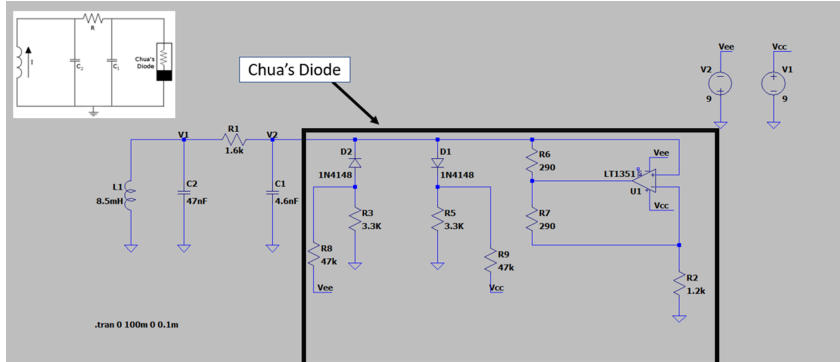 R
I
C₂
C₁
Chua's
Diode
Chua's Diode
Vee
V2
9
Vcc
V1
9
V1
R1
1.6k
V2
L1
8.5mH
C2
47nF
C1
4.6nF
D2
1N4148
D1
1N4148
R6
290
LT1351
Vee
U1
Vcc
R3
3.3K
R5
3.3K
R7
290
R8
47k
Vee
R9
47k
Vcc
R2
1.2k
.tran 0 100m 0 0.1m